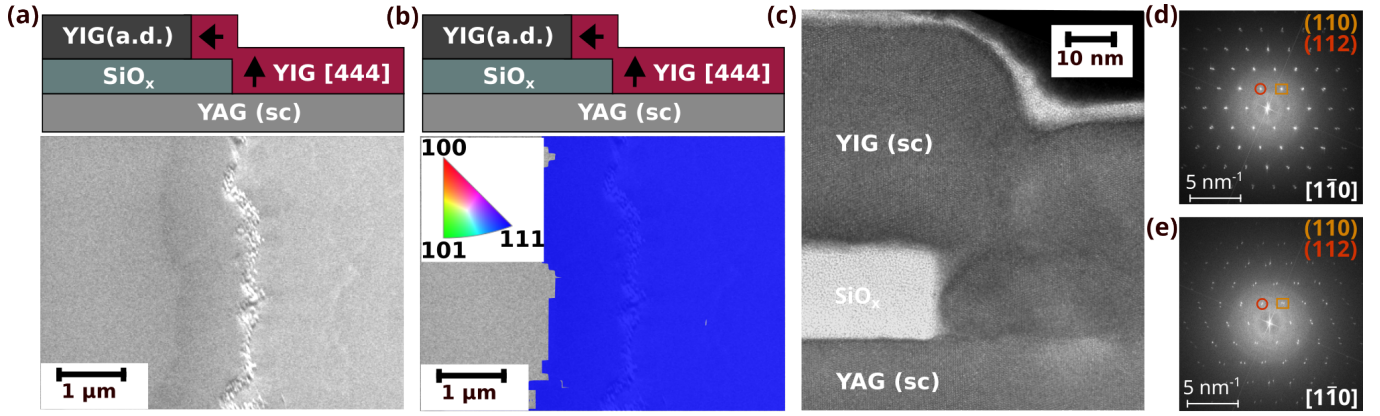 (a)
YIG(a.d.)
SiOx
YIG [444]
YAG (sc)
1 µm
(b)
YIG(a.d.)
SiOx
YIG [444]
YAG (sc)
100
101
111
1 µm
(c)
10 nm
YIG (sc)
SiOx
YAG (sc)
(d)
(110)
(112)
5 nm⁻¹
[11̄0]
(e)
(110)
(112)
5 nm⁻¹
[11̄0]